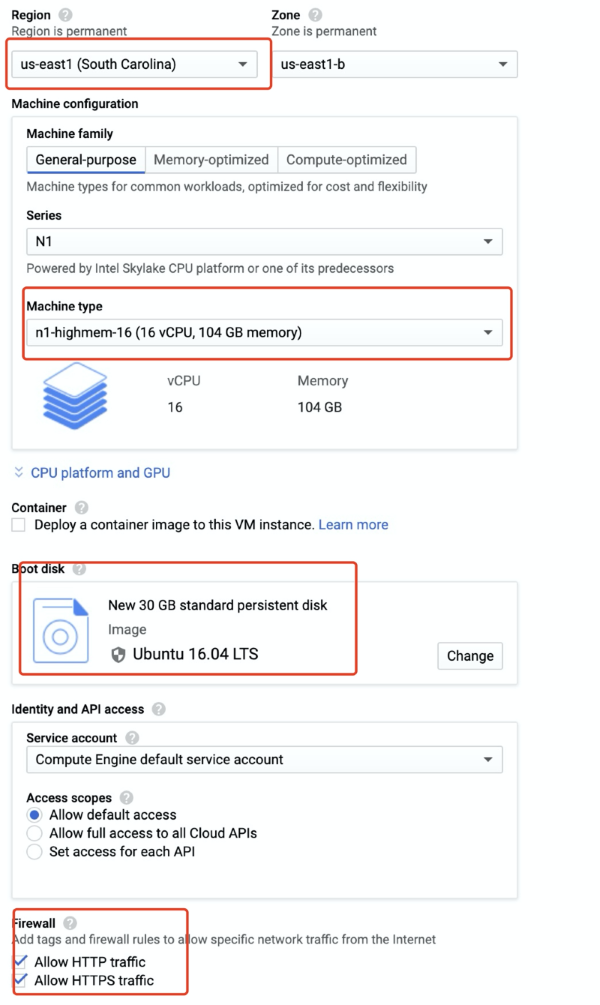 Region
Zone
Region is permanent
Zone is permanent
us-east1 (South Carolina)
us-east1-b
Machine configuration
Machine family
General-purpose
Memory-optimized
Compute-optimized
Machine types for common workloads, optimized for cost and flexibility
Series
N1
Powered by Intel Skylake CPU platform or one of its predecessors
Machine type
n1-highmem-16 (16 vCPU, 104 GB memory)
vCPU
Memory
16
104 GB
CPU platform and GPU
Container
Deploy a container image to this VM instance. Learn more
Boot disk
New 30 GB standard persistent disk
Image
Ubuntu 16.04 LTS
Change
Identity and API access
Service account
Compute Engine default service account
Access scopes
Allow default access
Allow full access to all Cloud APIs
Set access for each API
Firewall
Add tags and firewall rules to allow specific network traffic from the Internet
Allow HTTP traffic
Allow HTTPS traffic